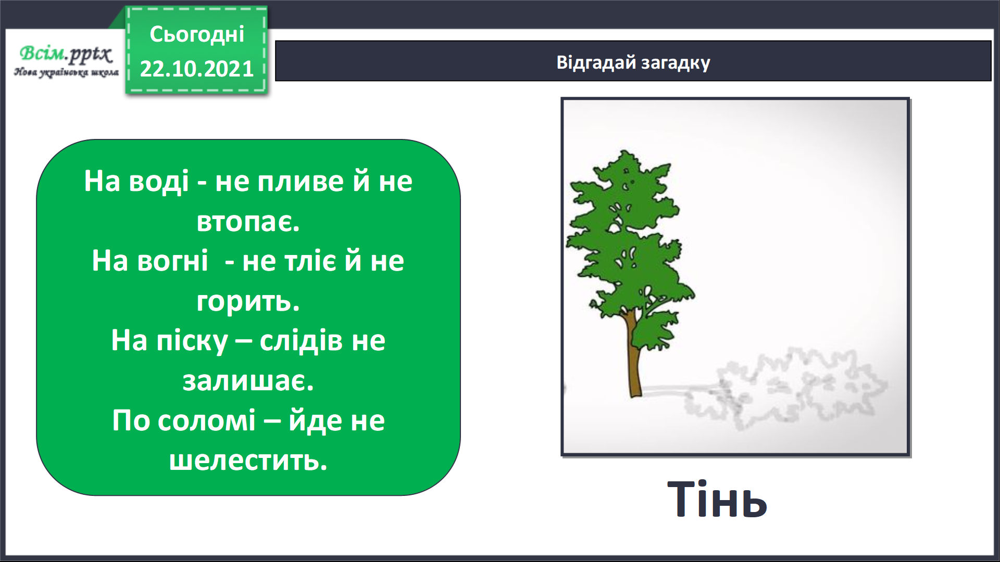 Всім.pptx
Нова українська школа
Сьогодні
22.10.2021
Відгадай загадку
На воді - не пливе й не
втопає.
На вогні  - не тліє й не
горить.
На піску – слідів не
залишає.
По соломі – йде не
шелестить.
Тінь